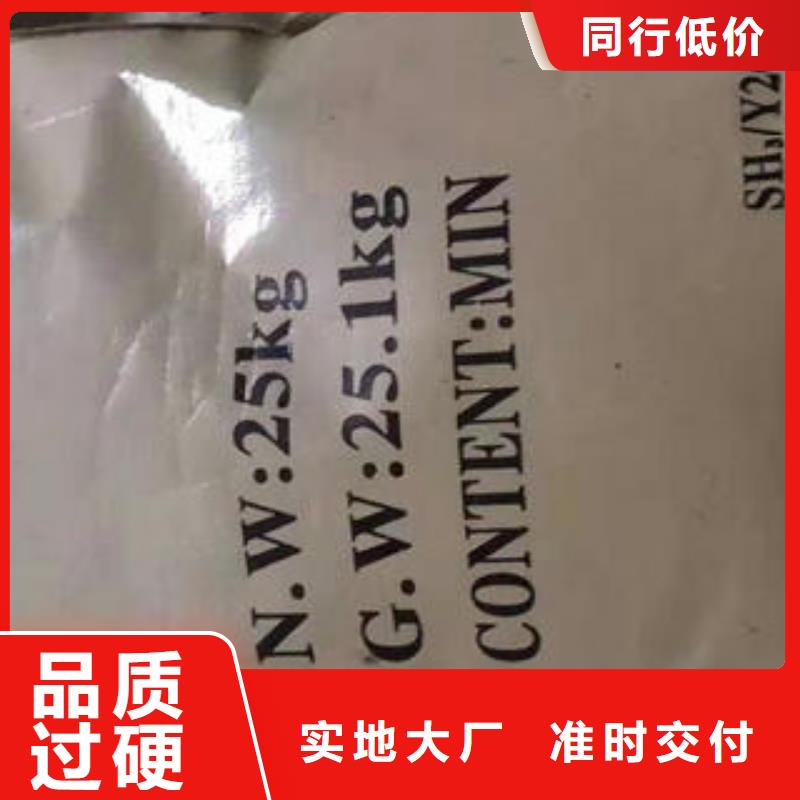 同行低价
N.W:25kg
G.W:25.1kg
CONTENT:MIN
SH₃/Y2
品质
过硬
实地大厂 准时交付